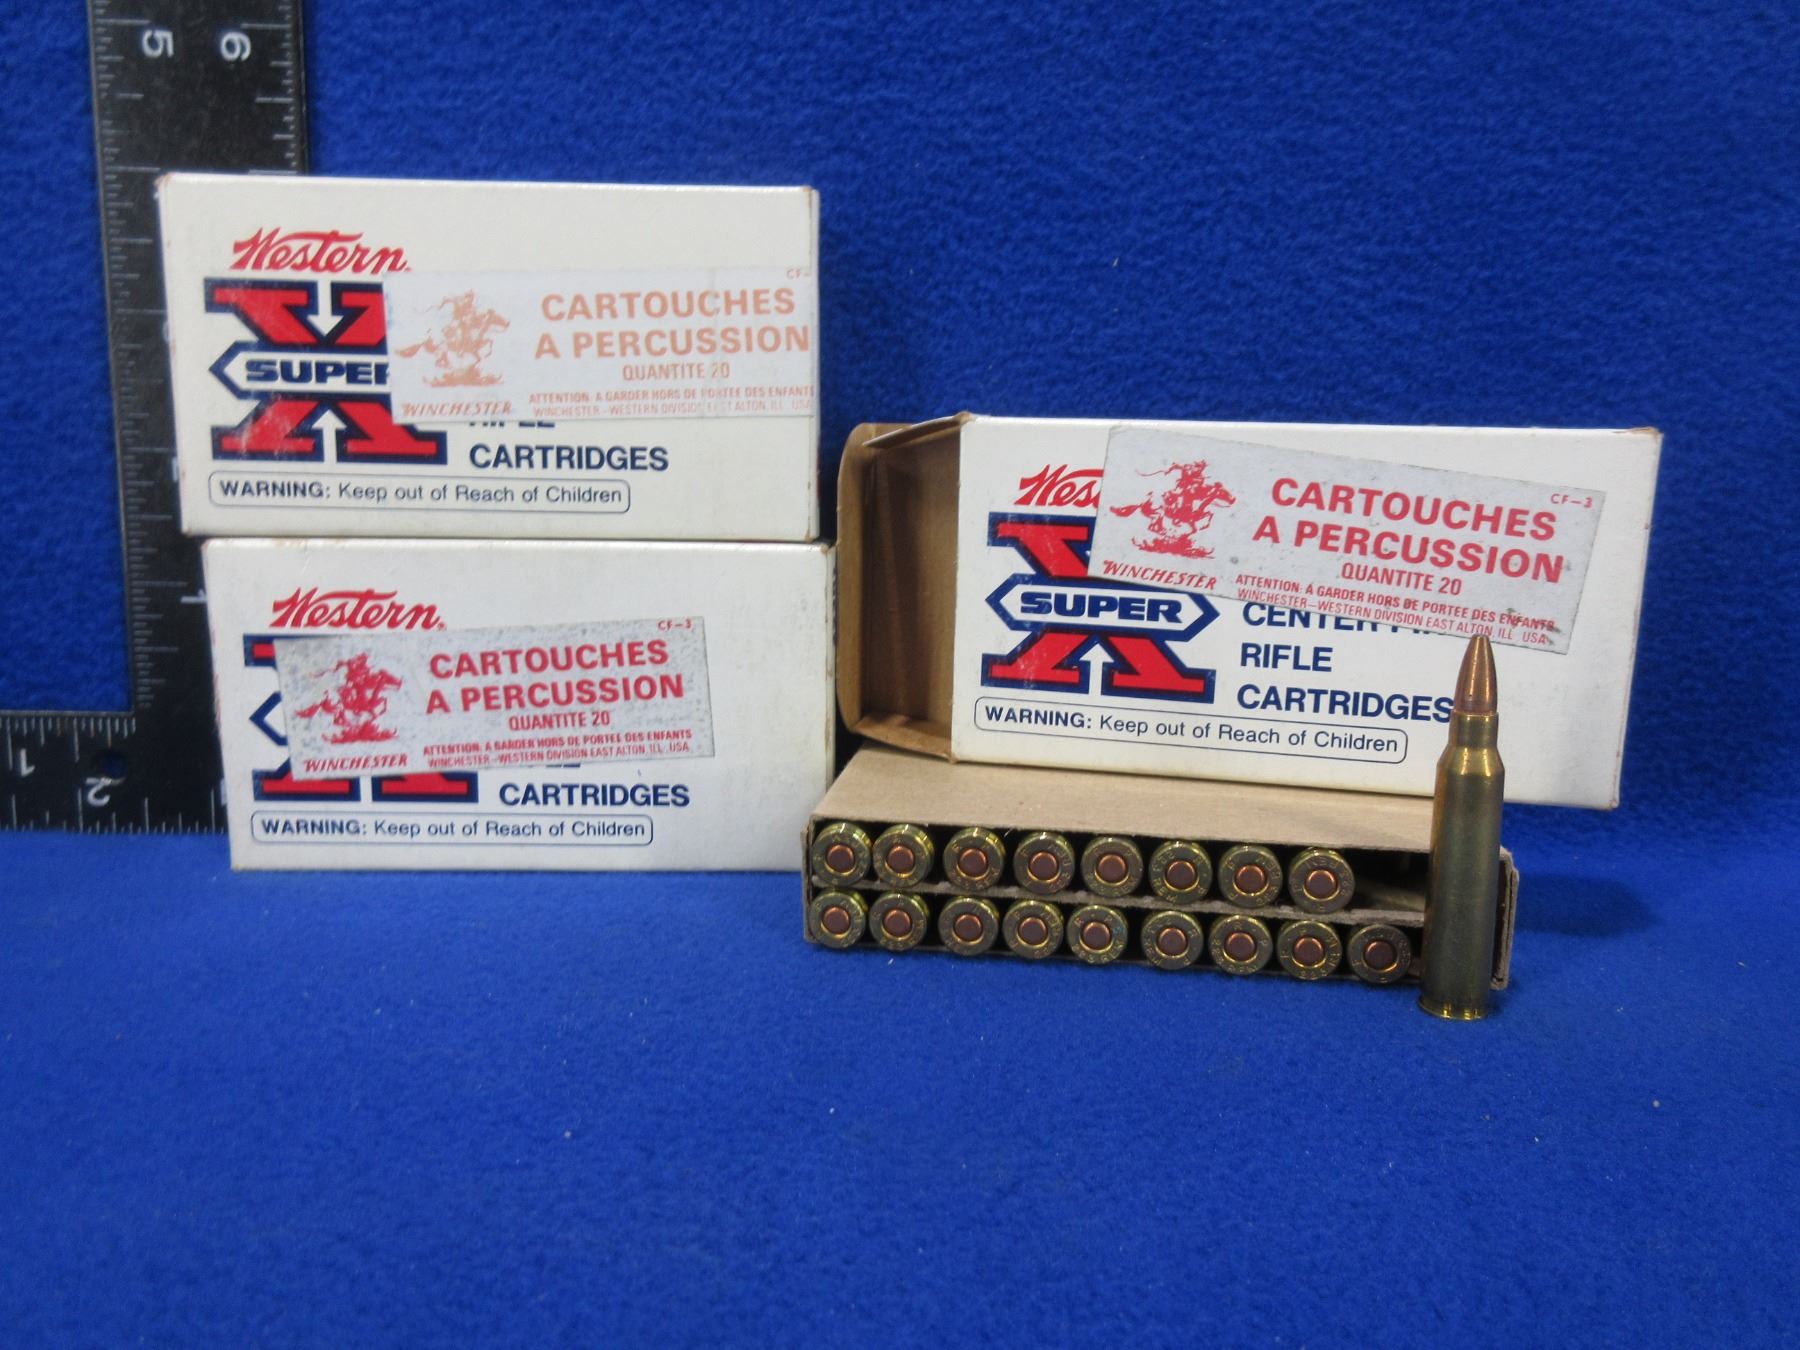 5 6
Western
SUPER
CARTRIDGES
WARNING: Keep out of Reach of Children
CF-
CARTOUCHES
A PERCUSSION
QUANTITE 20
ATTENTION: A GARDER HORS DE PORTEE DES ENFANTS
WINCHESTER-WESTERN DIVISION EAST ALTON, ILL., USA
WINCHESTER
1
1 2
Western
CARTRIDGES
WARNING: Keep out of Reach of Children
CF-3
CARTOUCHES
A PERCUSSION
QUANTITE 20
ATTENTION: A GARDER HORS DE PORTEE DES ENFANTS
WINCHESTER-WESTERN DIVISION EAST ALTON, ILL., USA
WINCHESTER
Wes
SUPER
CENTER
RIFLE
CARTRIDGES
WARNING: Keep out of Reach of Children
CF-3
CARTOUCHES
A PERCUSSION
QUANTITE 20
ATTENTION: A GARDER HORS DE PORTEE DES ENFANTS
WINCHESTER-WESTERN DIVISION EAST ALTON, ILL., USA
WINCHESTER